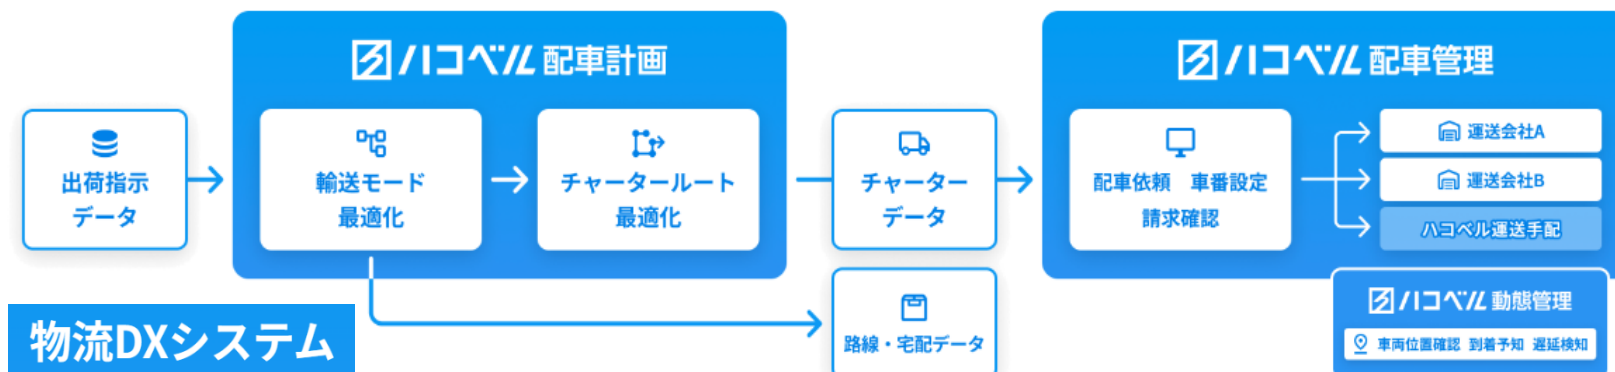 ハコベル 配車計画
ハコベル 配車管理
出荷指示
データ
輸送モード
最適化
チャータールート
最適化
チャーター
データ
配車依頼 車番設定
請求確認
運送会社A
運送会社B
ハコベル運送手配
路線・宅配データ
ハコベル 動態管理
車両位置確認 到着予知 遅延検知
物流DXシステム